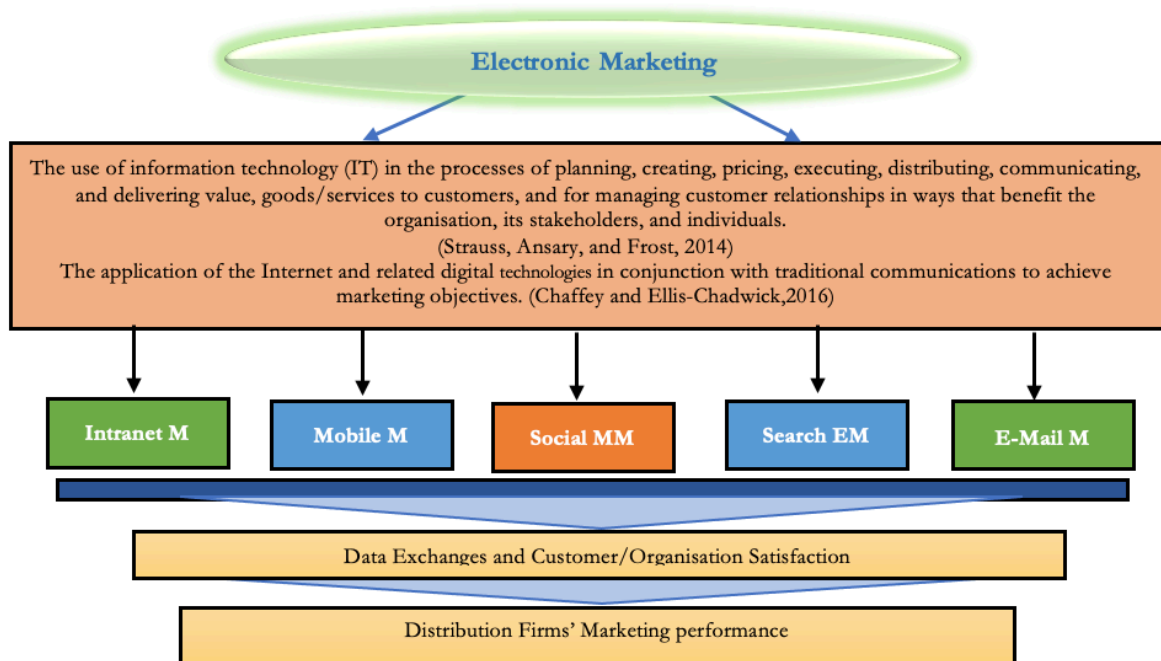 Electronic Marketing
The use of information technology (IT) in the processes of planning, creating, pricing, executing, distributing, communicating,
and delivering value, goods/services to customers, and for managing customer relationships in ways that benefit the
organisation, its stakeholders, and individuals.
(Strauss, Ansary, and Frost, 2014)
The application of the Internet and related digital technologies in conjunction with traditional communications to achieve
marketing objectives. (Chaffey and Ellis-Chadwick,2016)
Intranet M
Mobile M
Social MM
Search EM
E-Mail M
Data Exchanges and Customer/Organisation Satisfaction
Distribution Firms’ Marketing performance